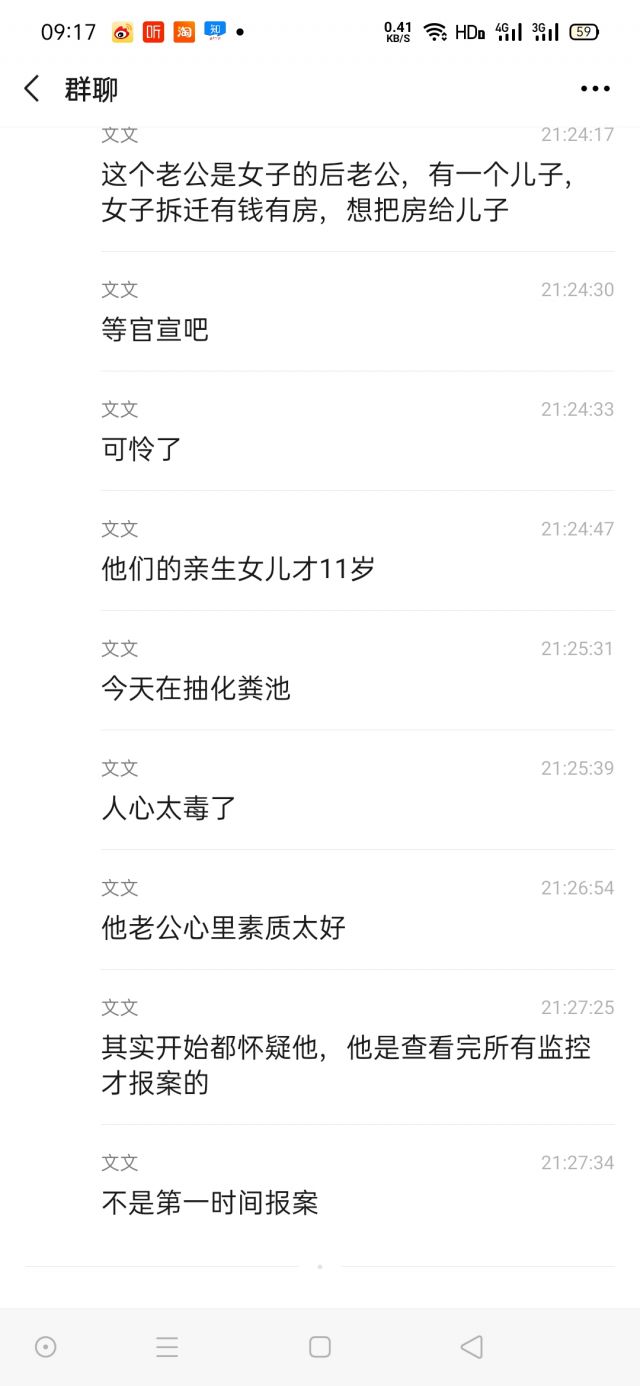 09:17
听
淘
知
0.41
KB/S
HD
4G
3G
59
群聊
文文
21:24:17
这个老公是女子的后老公，有一个儿子，
女子拆迁有钱有房，想把房给儿子
文文
21:24:30
等官宣吧
文文
21:24:33
可怜了
文文
21:24:47
他们的亲生女儿才11岁
文文
21:25:31
今天在抽化粪池
文文
21:25:39
人心太毒了
文文
21:26:54
他老公心里素质太好
文文
21:27:25
其实开始都怀疑他，他是查看完所有监控
才报案的
文文
21:27:34
不是第一时间报案